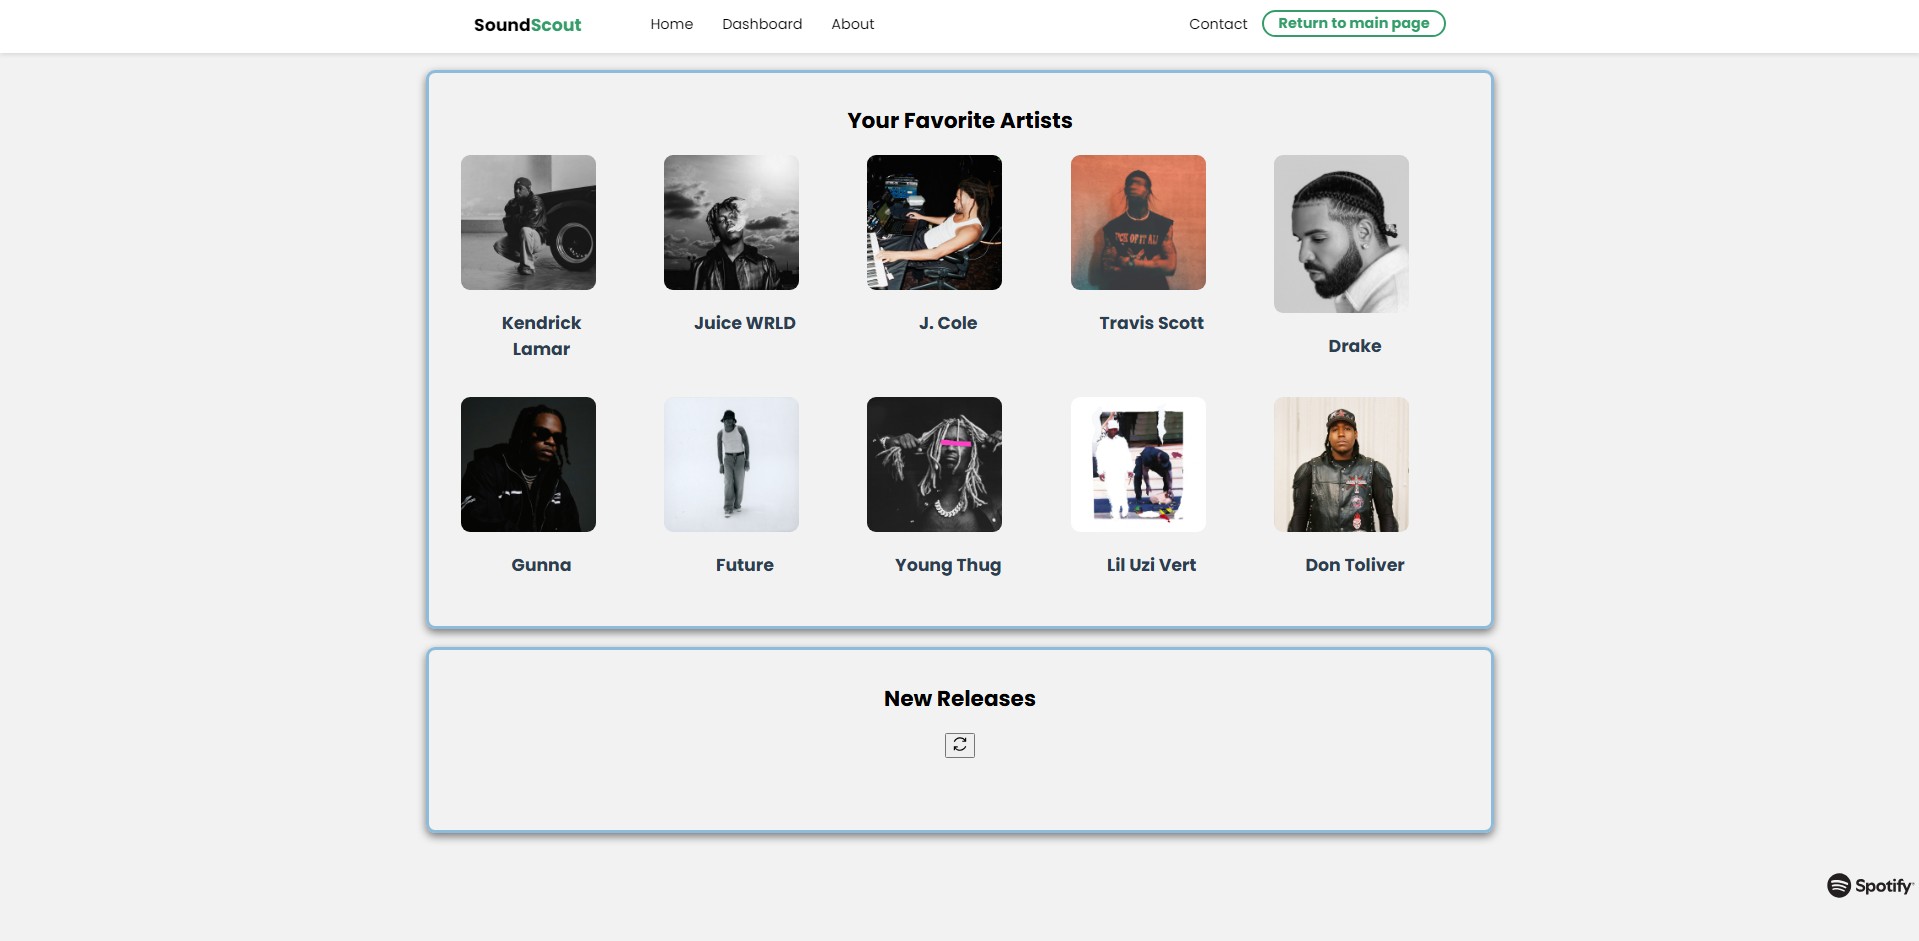 SoundScout
Home
Dashboard
About
Contact
Return to main page
Your Favorite Artists
Kendrick
Lamar
Juice WRLD
J. Cole
Travis Scott
Drake
Gunna
Future
Young Thug
Lil Uzi Vert
Don Toliver
New Releases
Spotify